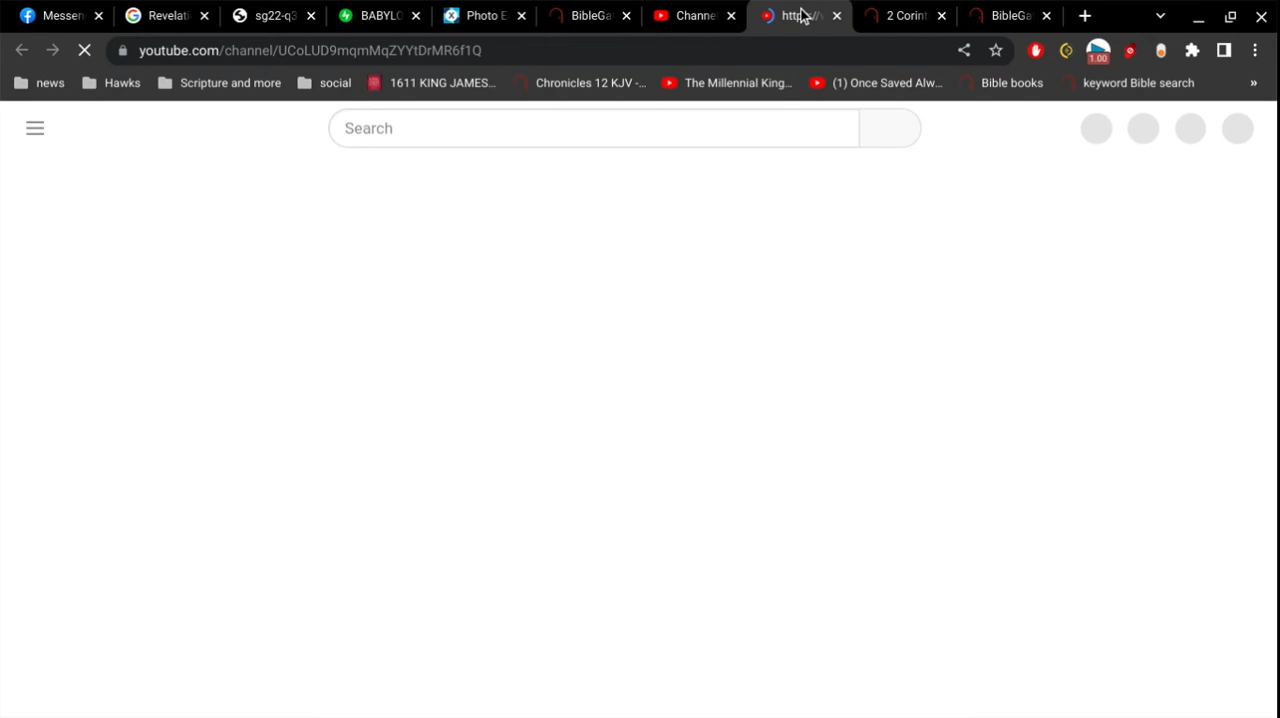 Messen Revelat sg22-q3 BABYLO Photo E BibleGa Channe http:// 2 Corint BibleGa
youtube.com/channel/UCoLUD9mqmMqZYYtDrMR6f1Q 1.00
news Hawks Scripture and more social 1611 KING JAMES... Chronicles 12 KJV -... The Millennial King... (1) Once Saved Alw... Bible books keyword Bible search »
Search